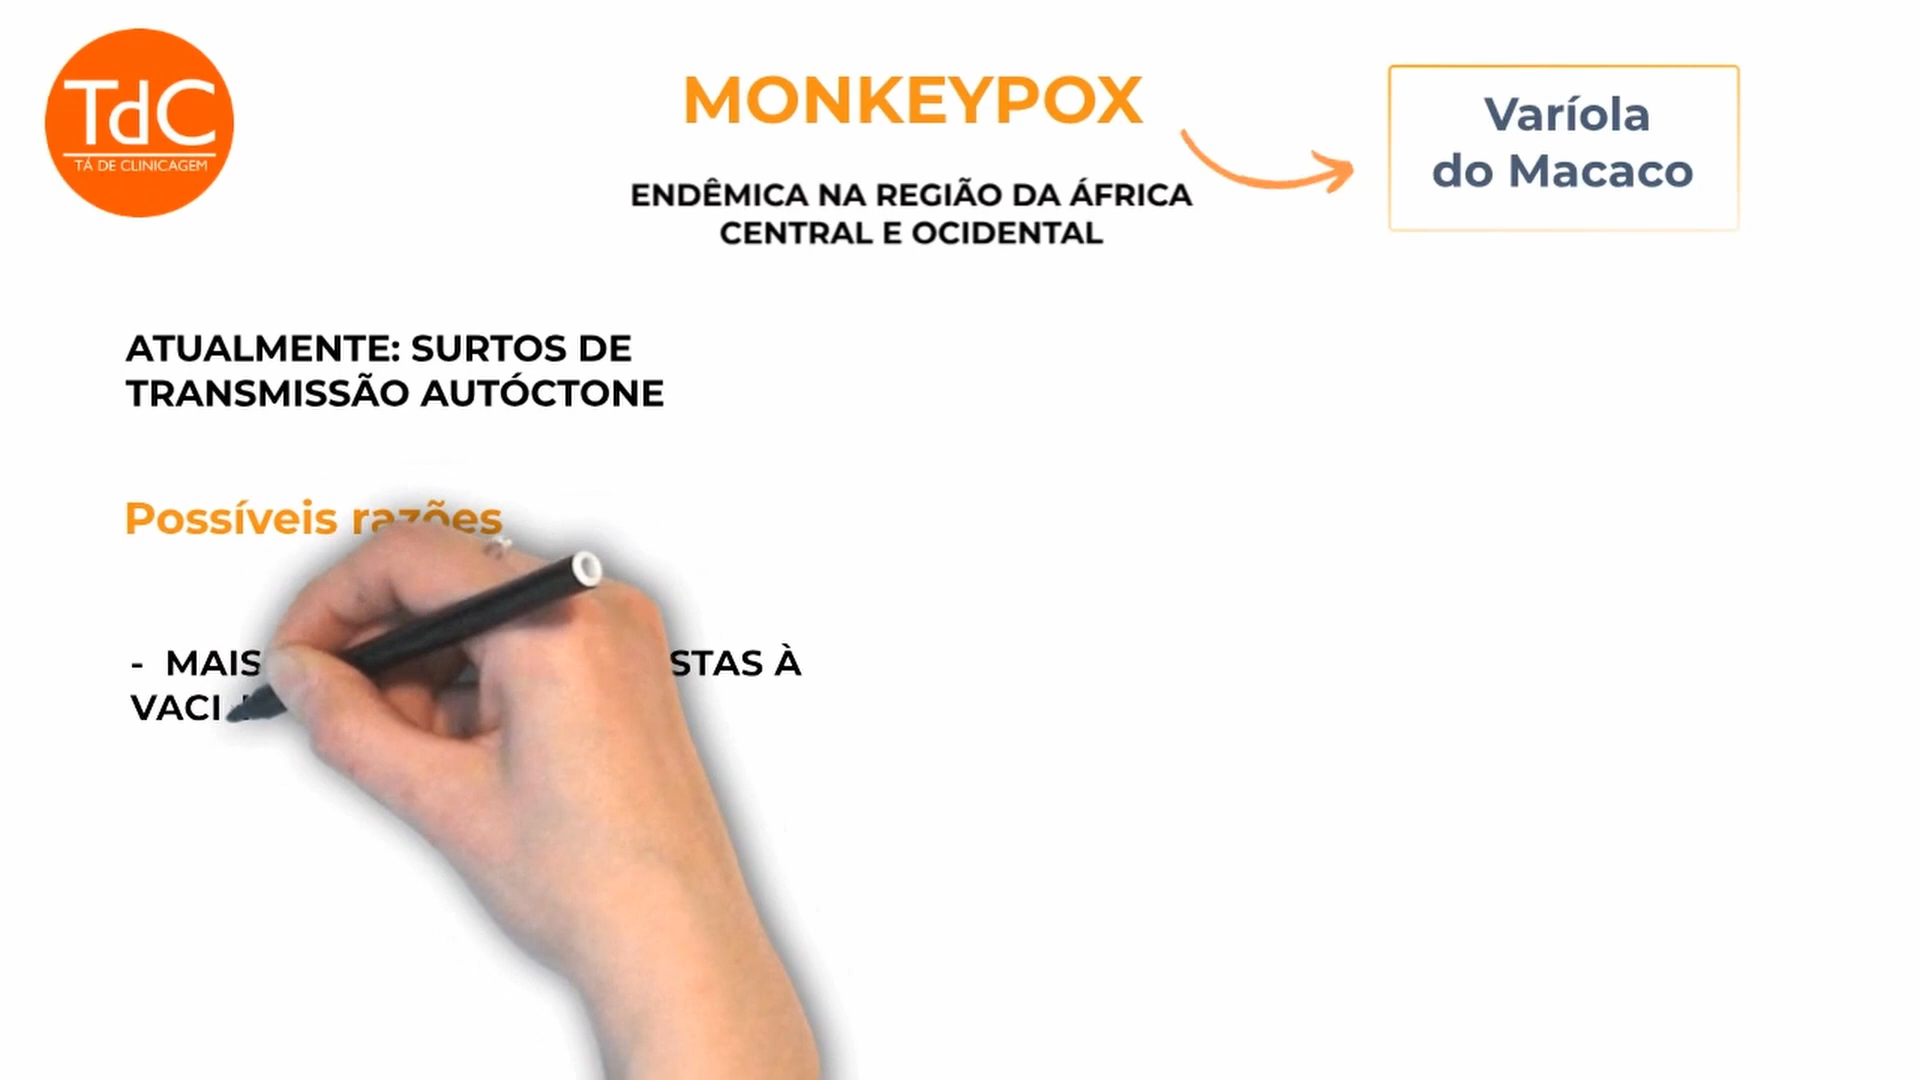 TdC
TÁ DE CLINICAGEM
MONKEYPOX
Varíola
do Macaco
ENDÊMICA NA REGIÃO DA ÁFRICA
CENTRAL E OCIDENTAL
ATUALMENTE: SURTOS DE
TRANSMISSÃO AUTÓCTONE
Possíveis razões
- MAIS STAS À
VACI